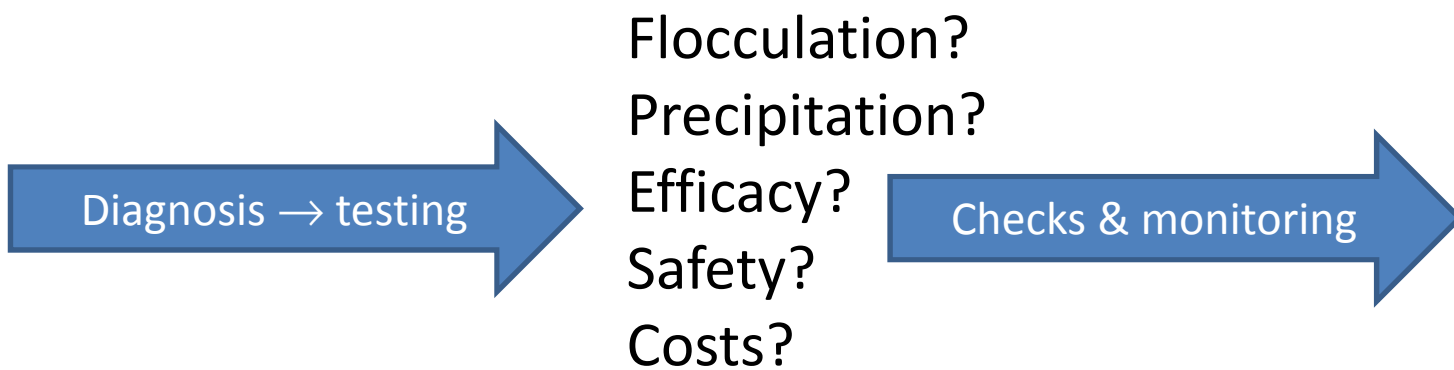 Diagnosis → testing
Flocculation?
Precipitation?
Efficacy?
Safety?
Costs?
Checks & monitoring